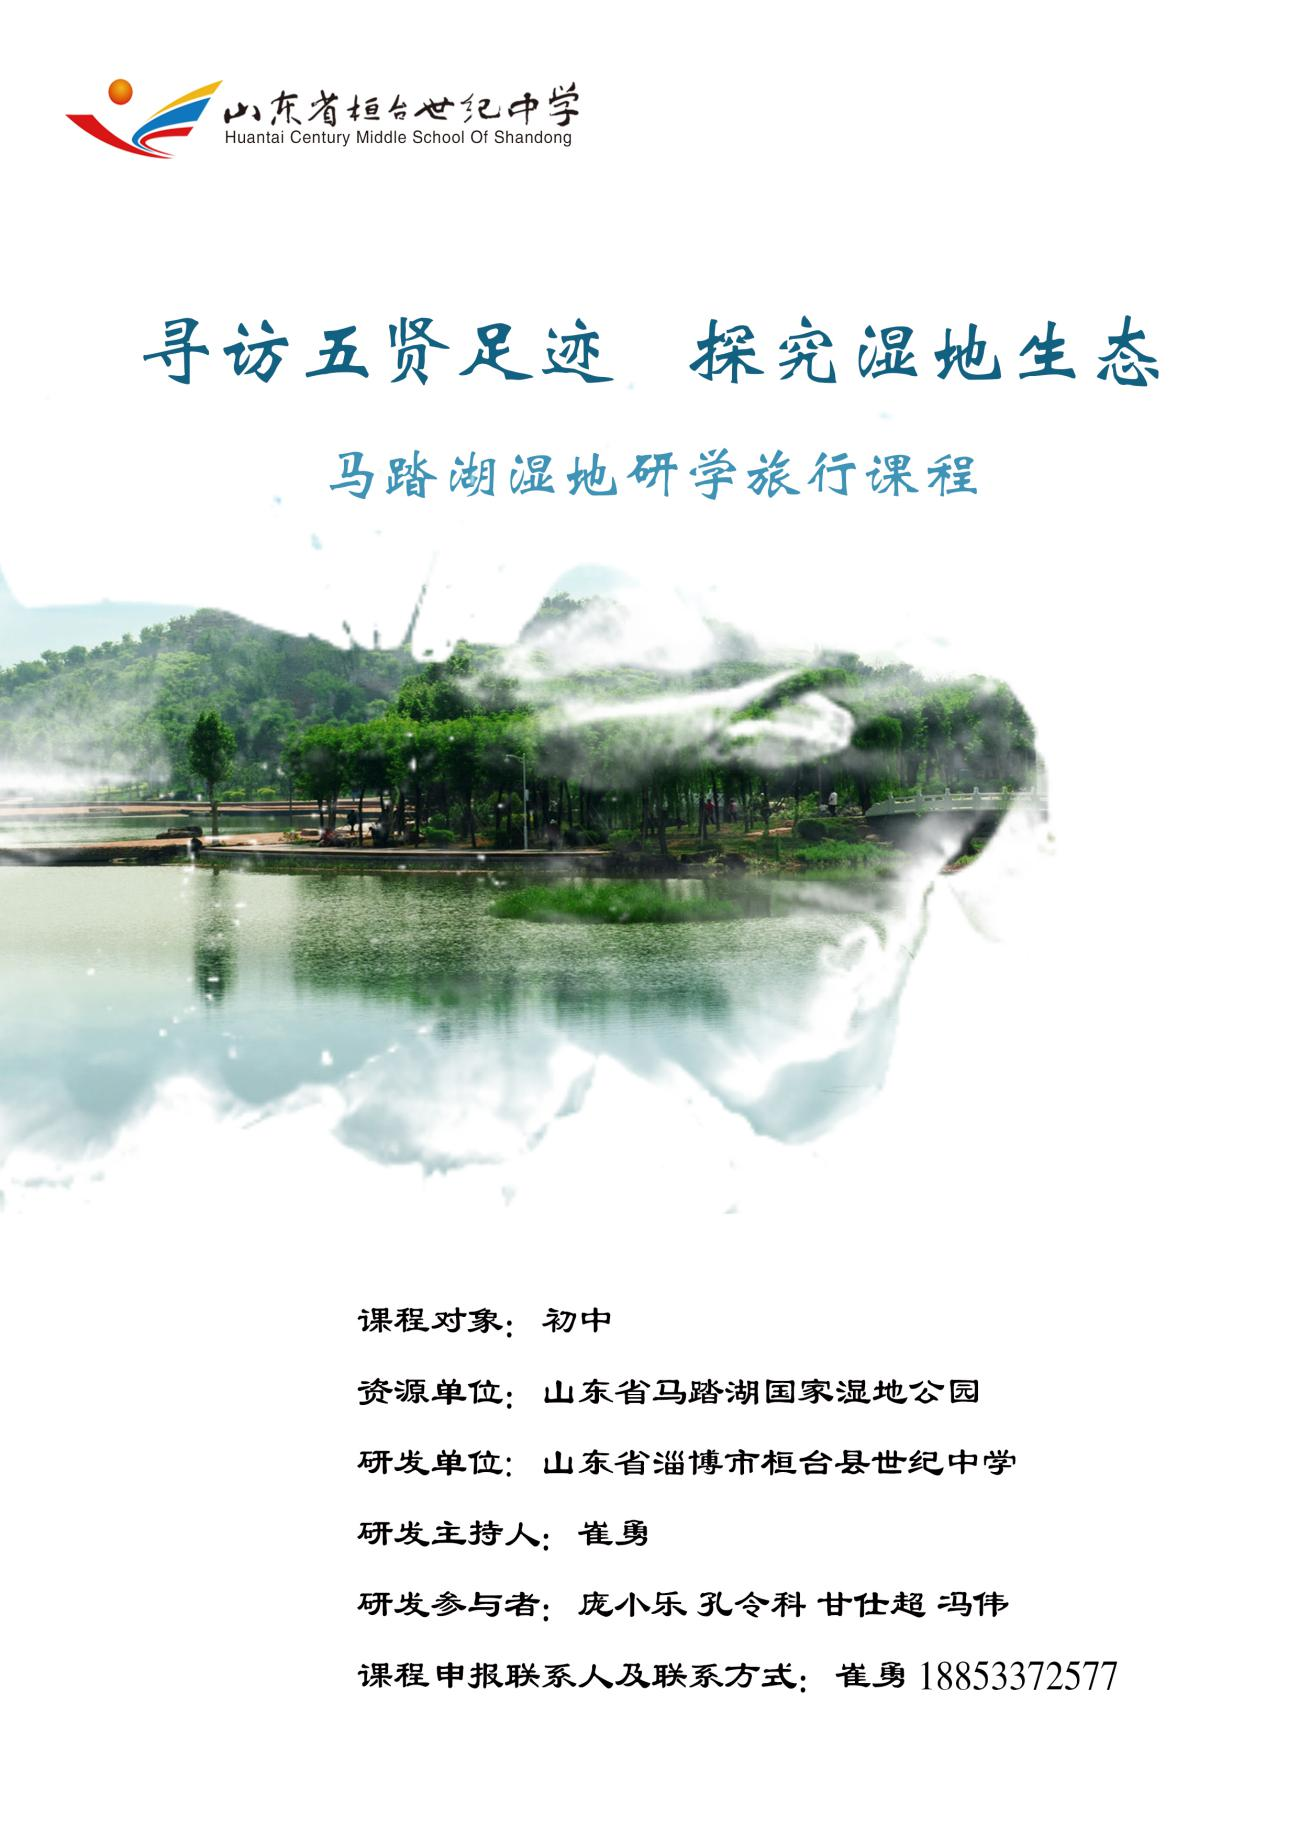 山东省桓台世纪中学
Huantai Century Middle School Of Shandong
寻访五贤足迹 探究湿地生态
马踏湖湿地研学旅行课程
课程对象：初中
资源单位：山东省马踏湖国家湿地公园
研发单位：山东省淄博市桓台县世纪中学
研发主持人：崔勇
研发参与者：庞小乐 孔令科 甘仕超 冯伟
课程申报联系人及联系方式：崔勇 18853372577